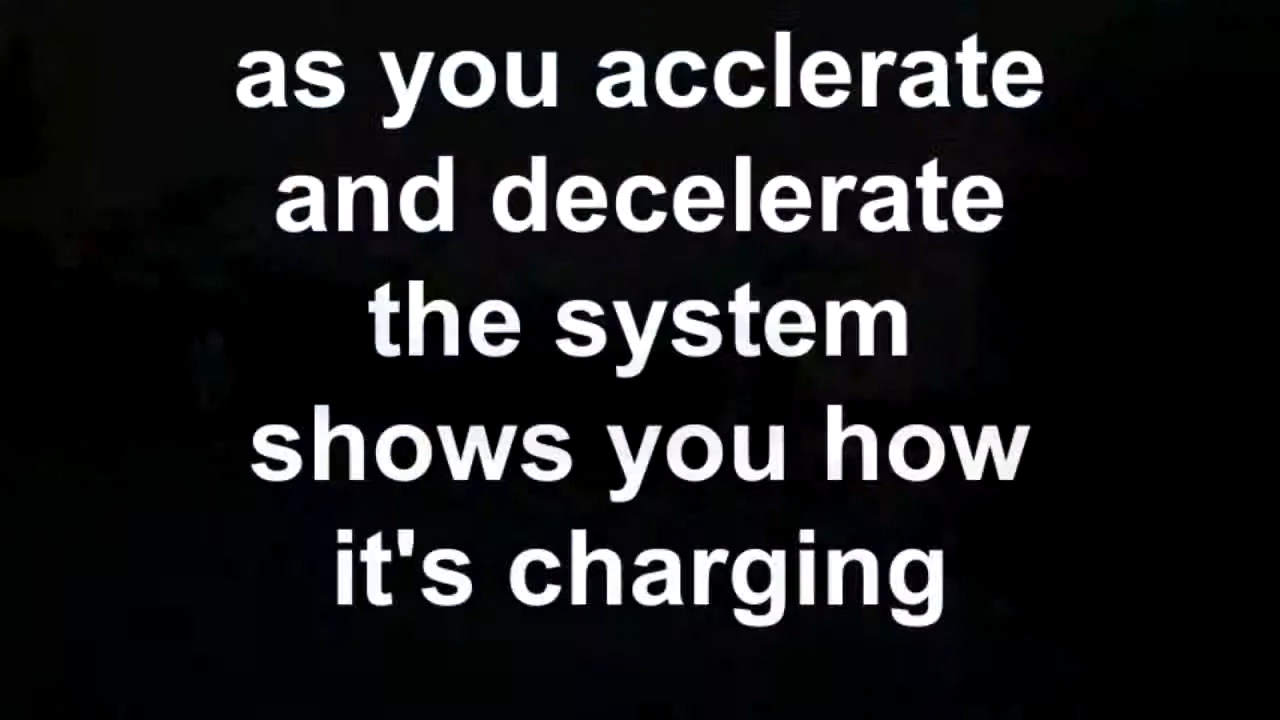 as you acclerate
and decelerate
the system
shows you how
it's charging